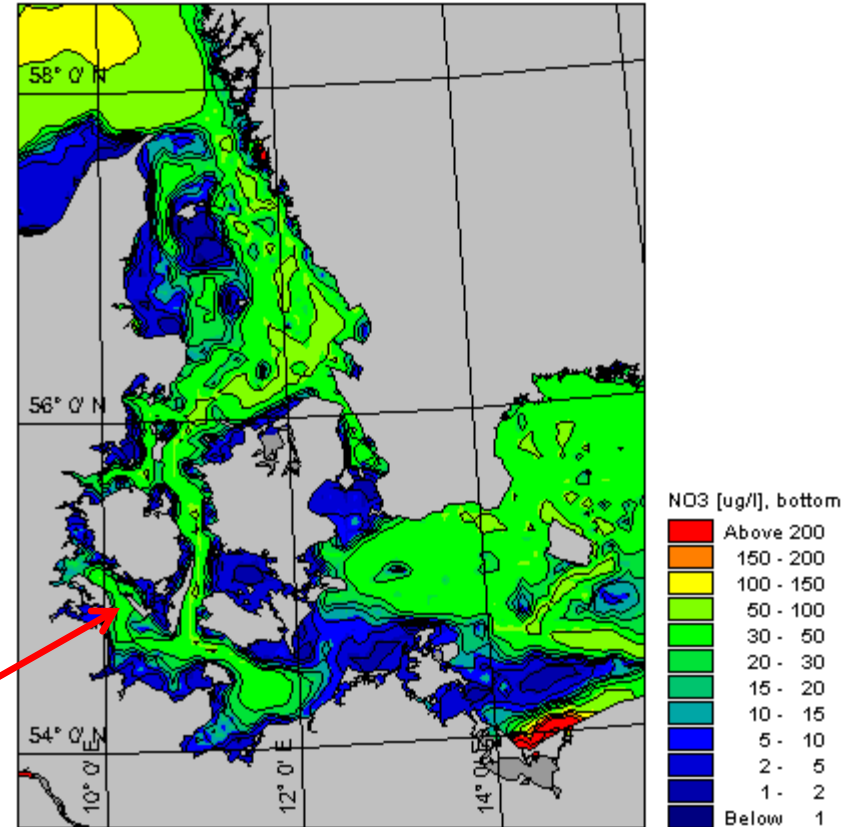 58° 0' N
56° 0' N
54° 0' N
10° 0' E
12° 0' E
14° 0' E
NO3 [ug/l], bottom
Above 200
150 - 200
100 - 150
50 - 100
30 - 50
20 - 30
15 - 20
10 - 15
5 - 10
2 - 5
1 - 2
Below 1